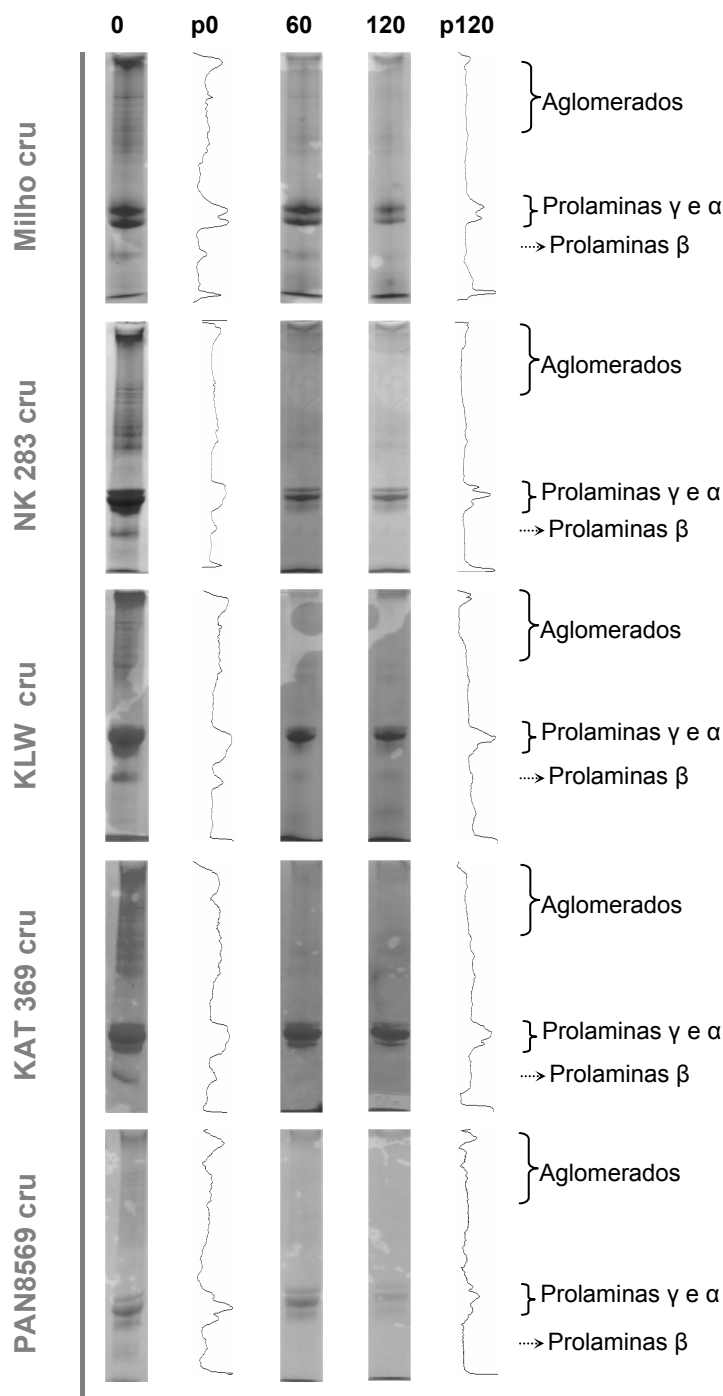 0 p0 60 120 p120
Milho cru
Aglomerados
Prolaminas γ e α
Prolaminas β
NK 283 cru
Aglomerados
Prolaminas γ e α
Prolaminas β
KLW cru
Aglomerados
Prolaminas γ e α
Prolaminas β
KAT 369 cru
Aglomerados
Prolaminas γ e α
Prolaminas β
PAN8569 cru
Aglomerados
Prolaminas γ e α
Prolaminas β